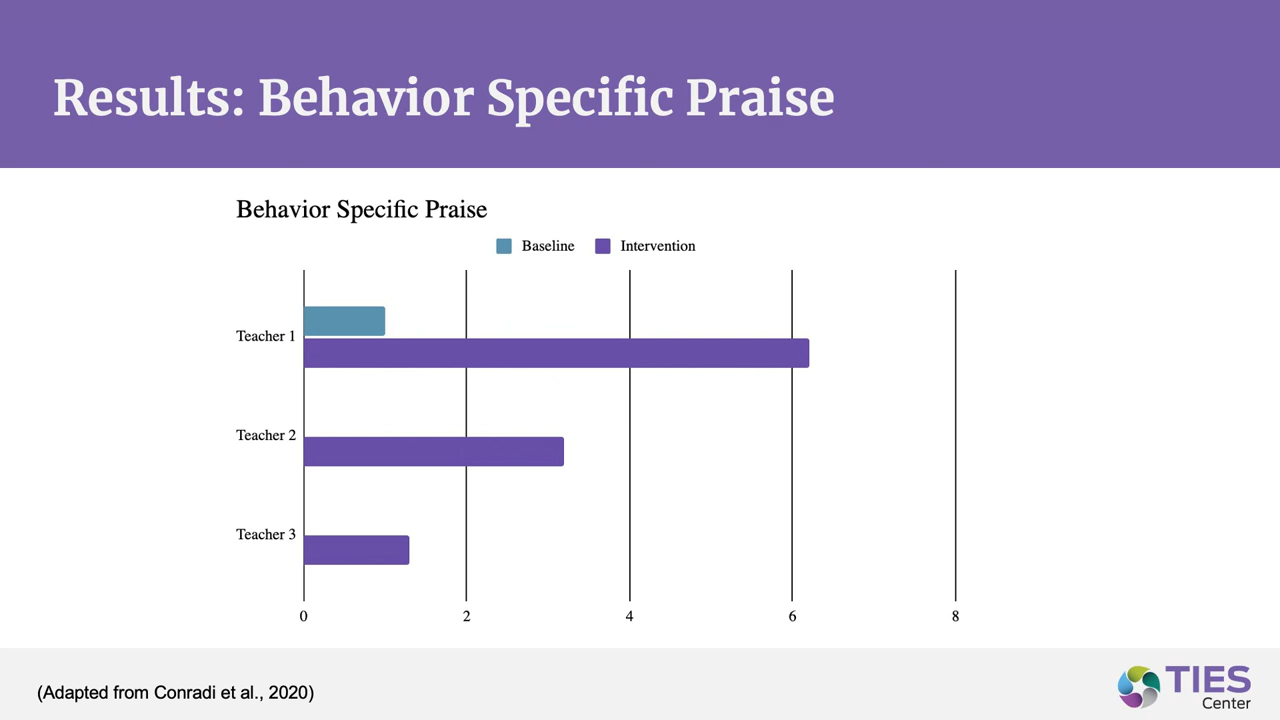 Results: Behavior Specific Praise
Behavior Specific Praise
Baseline Intervention
Teacher 1
Teacher 2
Teacher 3
0 2 4 6 8
(Adapted from Conradi et al., 2020)
TIES
Center